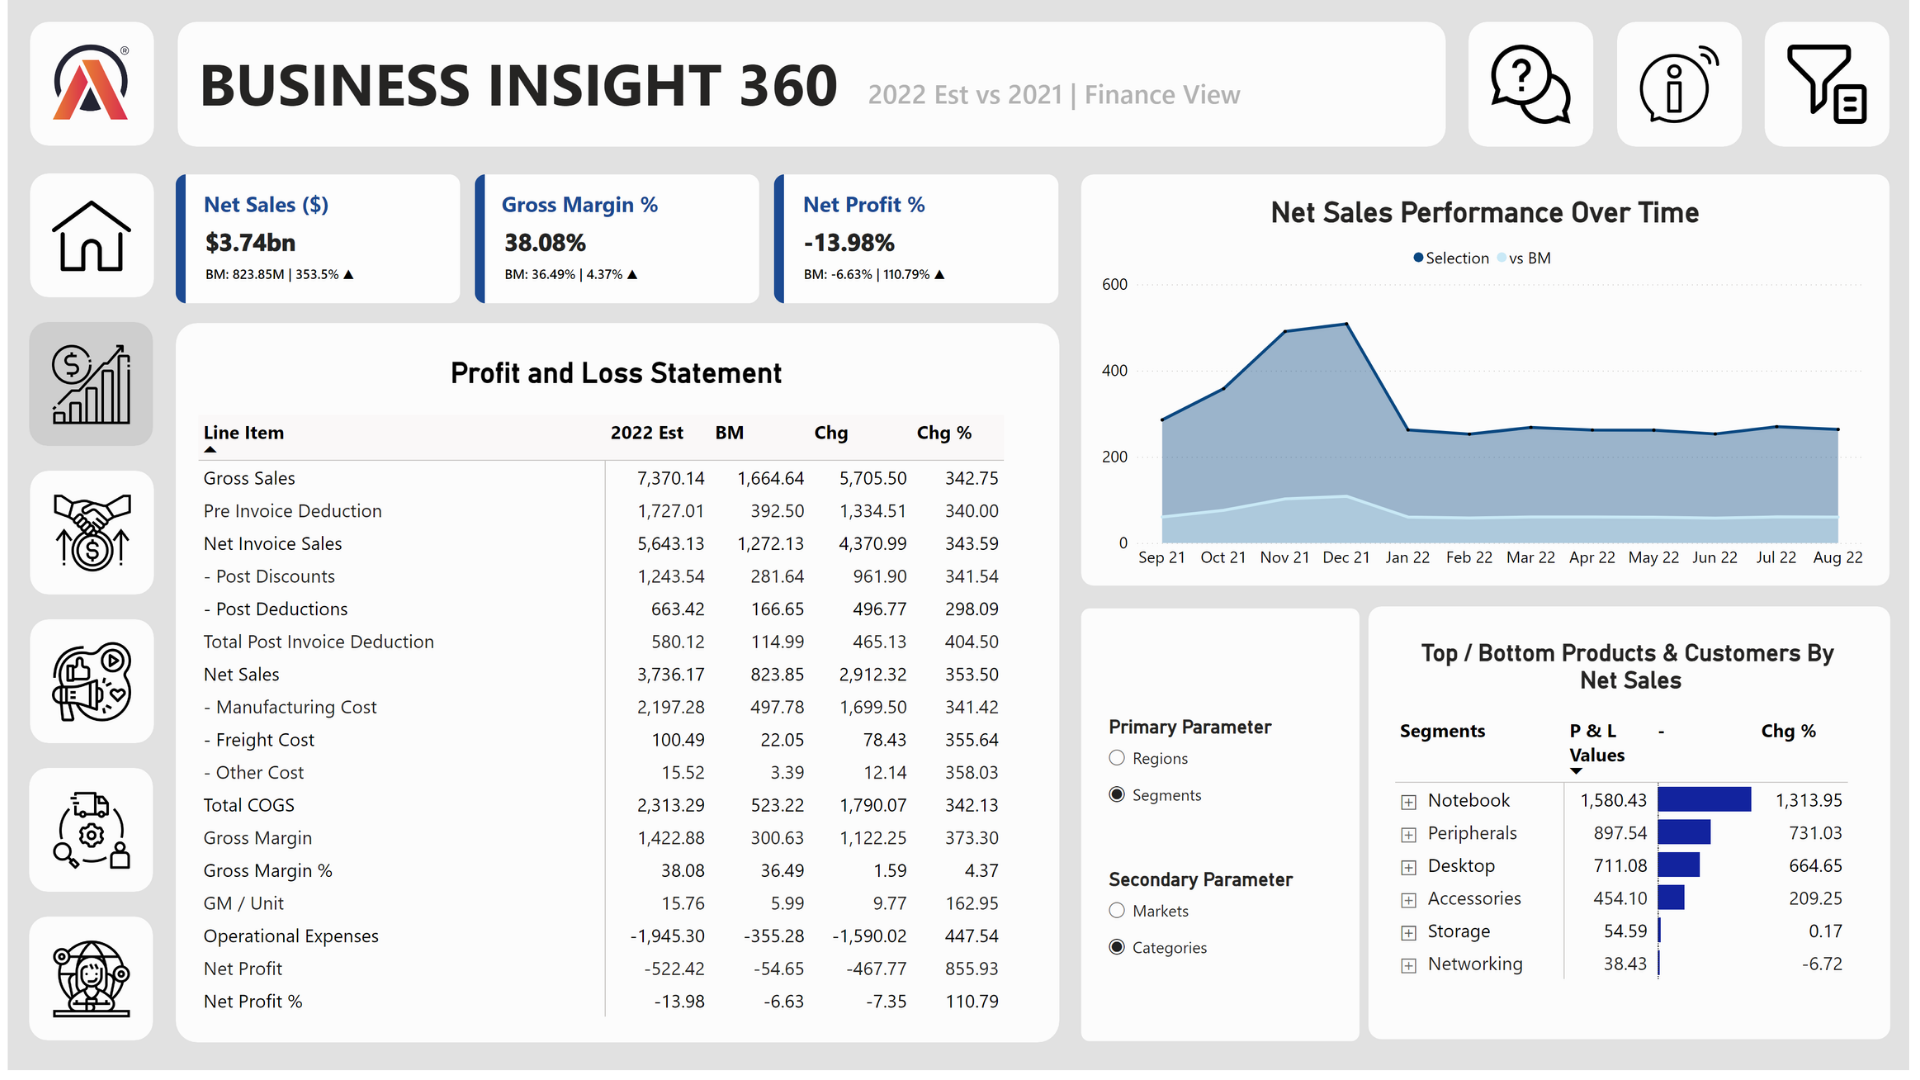 ®
BUSINESS INSIGHT 360
2022 Est vs 2021 | Finance View
Net Sales ($)
$3.74bn
BM: 823.85M | 353.5% ▲
Gross Margin %
38.08%
BM: 36.49% | 4.37% ▲
Net Profit %
-13.98%
BM: -6.63% | 110.79% ▲
Profit and Loss Statement
Line Item 2022 Est BM Chg Chg %
Gross Sales 7,370.14 1,664.64 5,705.50 342.75
Pre Invoice Deduction 1,727.01 392.50 1,334.51 340.00
Net Invoice Sales 5,643.13 1,272.13 4,370.99 343.59
- Post Discounts 1,243.54 281.64 961.90 341.54
- Post Deductions 663.42 166.65 496.77 298.09
Total Post Invoice Deduction 580.12 114.99 465.13 404.50
Net Sales 3,736.17 823.85 2,912.32 353.50
- Manufacturing Cost 2,197.28 497.78 1,699.50 341.42
- Freight Cost 100.49 22.05 78.43 355.64
- Other Cost 15.52 3.39 12.14 358.03
Total COGS 2,313.29 523.22 1,790.07 342.13
Gross Margin 1,422.88 300.63 1,122.25 373.30
Gross Margin % 38.08 36.49 1.59 4.37
GM / Unit 15.76 5.99 9.77 162.95
Operational Expenses -1,945.30 -355.28 -1,590.02 447.54
Net Profit -522.42 -54.65 -467.77 855.93
Net Profit % -13.98 -6.63 -7.35 110.79
Net Sales Performance Over Time
Selection vs BM
600
400
200
0
Sep 21 Oct 21 Nov 21 Dec 21 Jan 22 Feb 22 Mar 22 Apr 22 May 22 Jun 22 Jul 22 Aug 22
Primary Parameter
Regions
Segments
Secondary Parameter
Markets
Categories
Top / Bottom Products & Customers By
Net Sales
Segments P & L - Chg %
Values
Notebook 1,580.43 1,313.95
Peripherals 897.54 731.03
Desktop 711.08 664.65
Accessories 454.10 209.25
Storage 54.59 0.17
Networking 38.43 -6.72